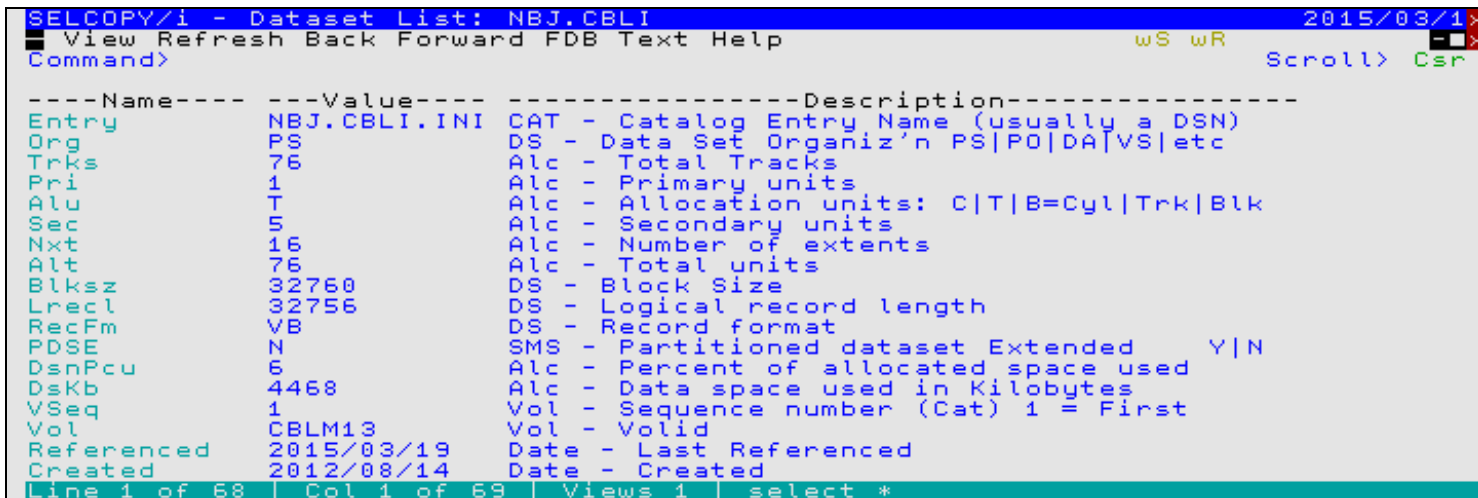 SELCOPY/i - Dataset List: NBJ.CBLI 2015/03/1
View Refresh Back Forward FDB Text Help wS wR
Command> Scroll> Csr
----Name---- ---Value---- ----------------Description----------------
Entry NBJ.CBLI.INI CAT - Catalog Entry Name (usually a DSN)
Org PS DS - Data Set Organiz'n PS|PO|DA|VS|etc
Trks 76 Alc - Total Tracks
Pri 1 Alc - Primary units
Alu T Alc - Allocation units: C|T|B=Cyl|Trk|Blk
Sec 5 Alc - Secondary units
Nxt 16 Alc - Number of extents
Alt 76 Alc - Total units
Blksz 32760 DS - Block Size
Lrecl 32756 DS - Logical record length
RecFm VB DS - Record format
PDSE N SMS - Partitioned dataset Extended Y|N
DsnPcu 6 Alc - Percent of allocated space used
DsKb 4468 Alc - Data space used in Kilobytes
VSeq 1 Vol - Sequence number (Cat) 1 = First
Vol CBLM13 Vol - Volid
Referenced 2015/03/19 Date - Last Referenced
Created 2012/08/14 Date - Created
Line 1 of 68 | Col 1 of 69 | Views 1 | select *